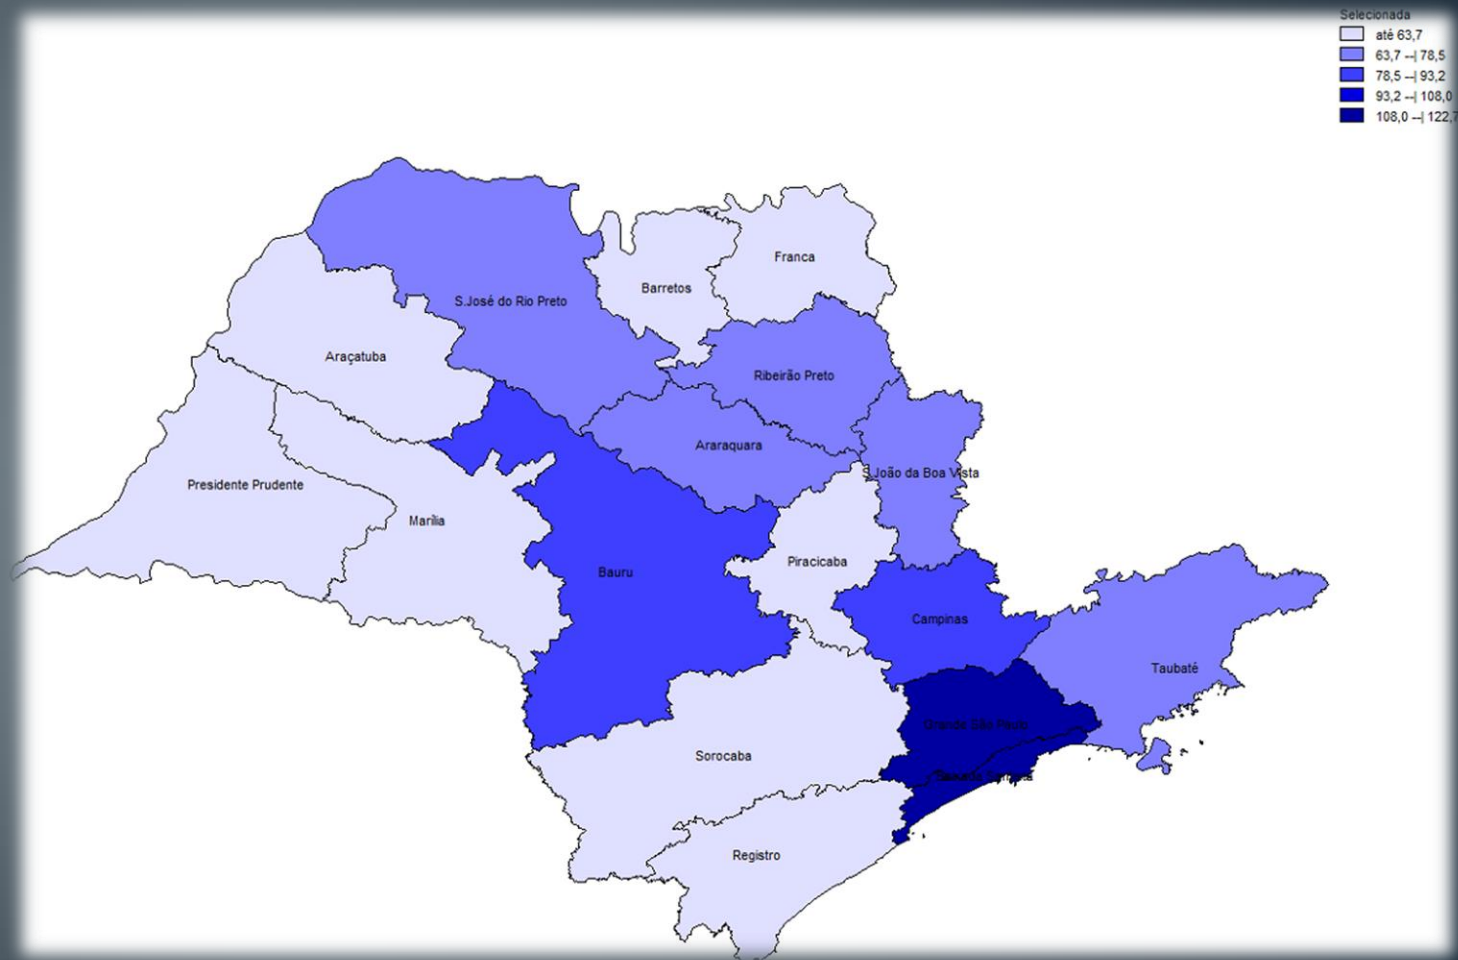 Selecionada
até 63,7
63,7 --| 78,5
78,5 --| 93,2
93,2 --| 108,0
108,0 --| 122,7
Franca
Barretos
S.José do Rio Preto
Araçatuba
Ribeirão Preto
Araraquara
S.João da Boa Vista
Presidente Prudente
Marília
Piracicaba
Bauru
Campinas
Taubaté
Grande São Paulo
Sorocaba
Baixada Santista
Registro